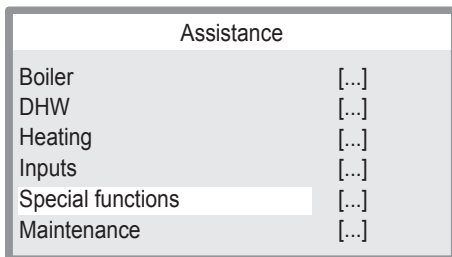 Assistance
Boiler [...]
DHW [...]
Heating [...]
Inputs [...]
Special functions [...]
Maintenance [...]